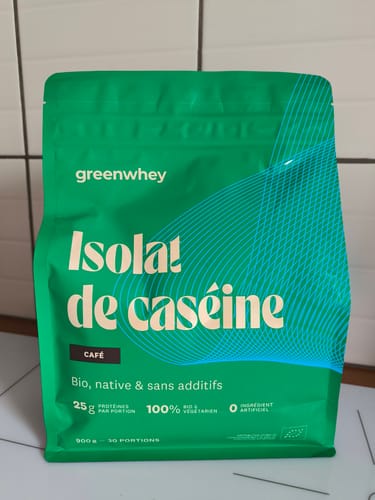 greenwhey
Isolat
de caséine
CAFÉ
Bio, native & sans additifs
25g PROTÉINES PAR PORTION 100% BIO & VÉGÉTARIEN 0 INGRÉDIENT ARTIFICIEL
900 g — 30 PORTIONS